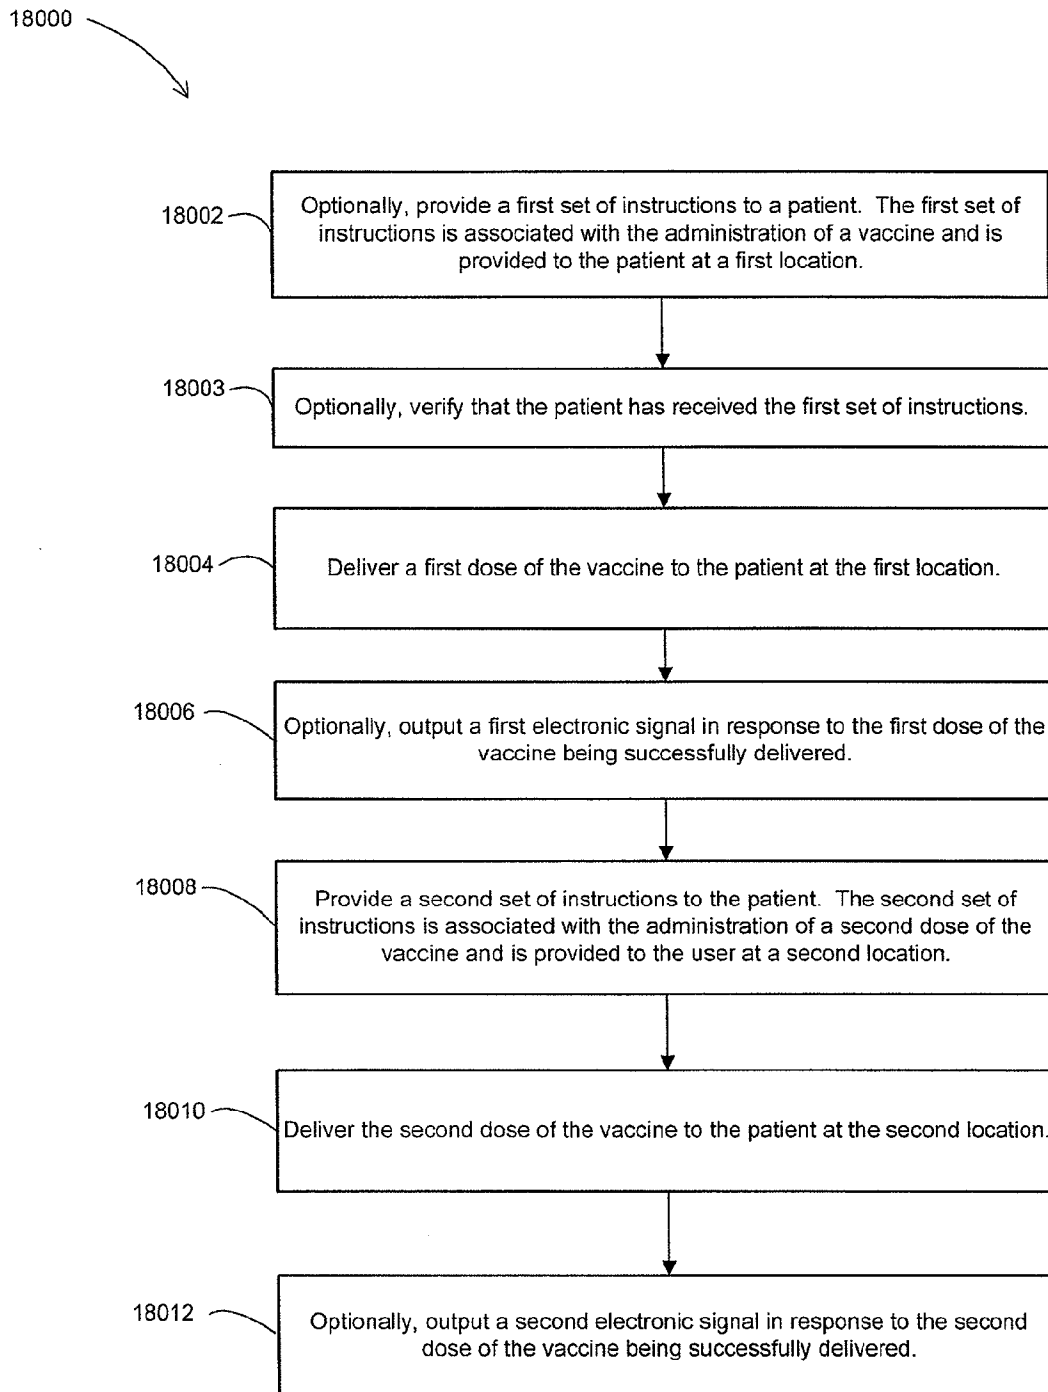 18000
18002
Optionally, provide a first set of instructions to a patient. The first set of
instructions is associated with the administration of a vaccine and is
provided to the patient at a first location.
18003
Optionally, verify that the patient has received the first set of instructions.
18004
Deliver a first dose of the vaccine to the patient at the first location.
18006
Optionally, output a first electronic signal in response to the first dose of the
vaccine being successfully delivered.
18008
Provide a second set of instructions to the patient. The second set of
instructions is associated with the administration of a second dose of the
vaccine and is provided to the user at a second location.
18010
Deliver the second dose of the vaccine to the patient at the second location.
18012
Optionally, output a second electronic signal in response to the second
dose of the vaccine being successfully delivered.